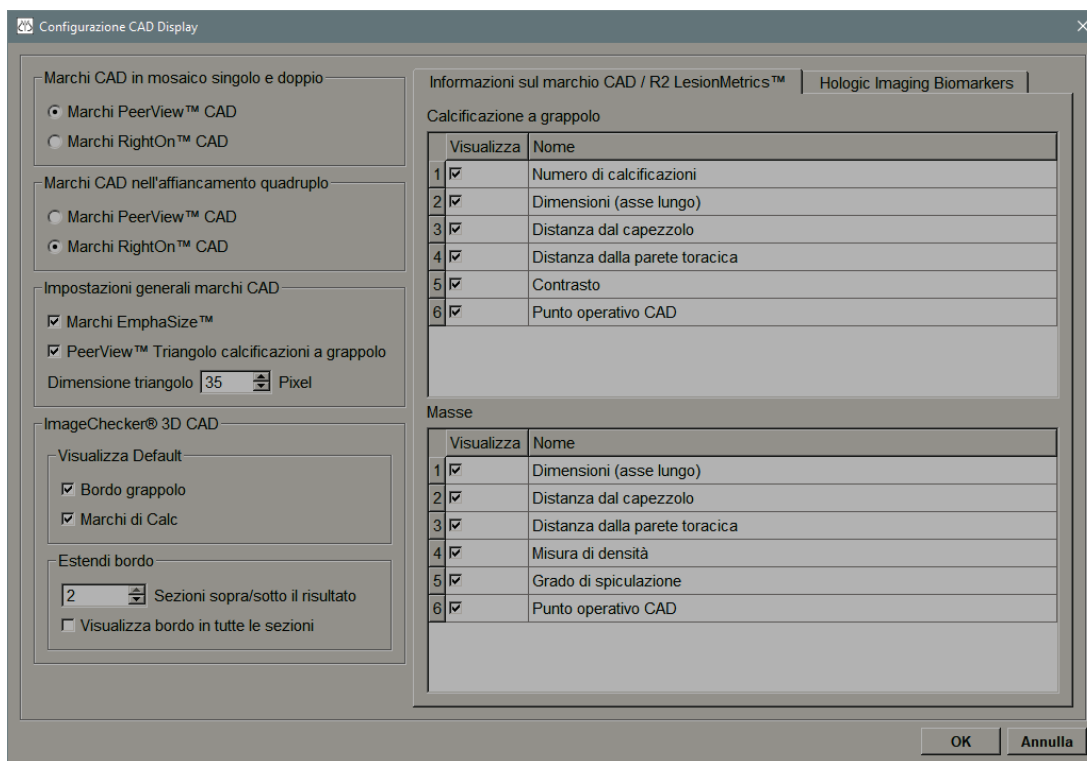 Configurazione CAD Display
Marchi CAD in mosaico singolo e doppio
Marchi PeerView™ CAD
Marchi RightOn™ CAD
Marchi CAD nell'affiancamento quadruplo
Marchi PeerView™ CAD
Marchi RightOn™ CAD
Impostazioni generali marchi CAD
Marchi EmphaSize™
PeerView™ Triangolo calcificazioni a grappolo
Dimensione triangolo 35 Pixel
ImageChecker® 3D CAD
Visualizza Default
Bordo grappolo
Marchi di Calc
Estendi bordo
2 Sezioni sopra/sotto il risultato
Visualizza bordo in tutte le sezioni
Informazioni sul marchio CAD / R2 LesionMetrics™ Hologic Imaging Biomarkers
Calcificazione a grappolo
Visualizza Nome
1 Numero di calcificazioni
2 Dimensioni (asse lungo)
3 Distanza dal capezzolo
4 Distanza dalla parete toracica
5 Contrasto
6 Punto operativo CAD
Masse
Visualizza Nome
1 Dimensioni (asse lungo)
2 Distanza dal capezzolo
3 Distanza dalla parete toracica
4 Misura di densità
5 Grado di spiculazione
6 Punto operativo CAD
OK Annulla